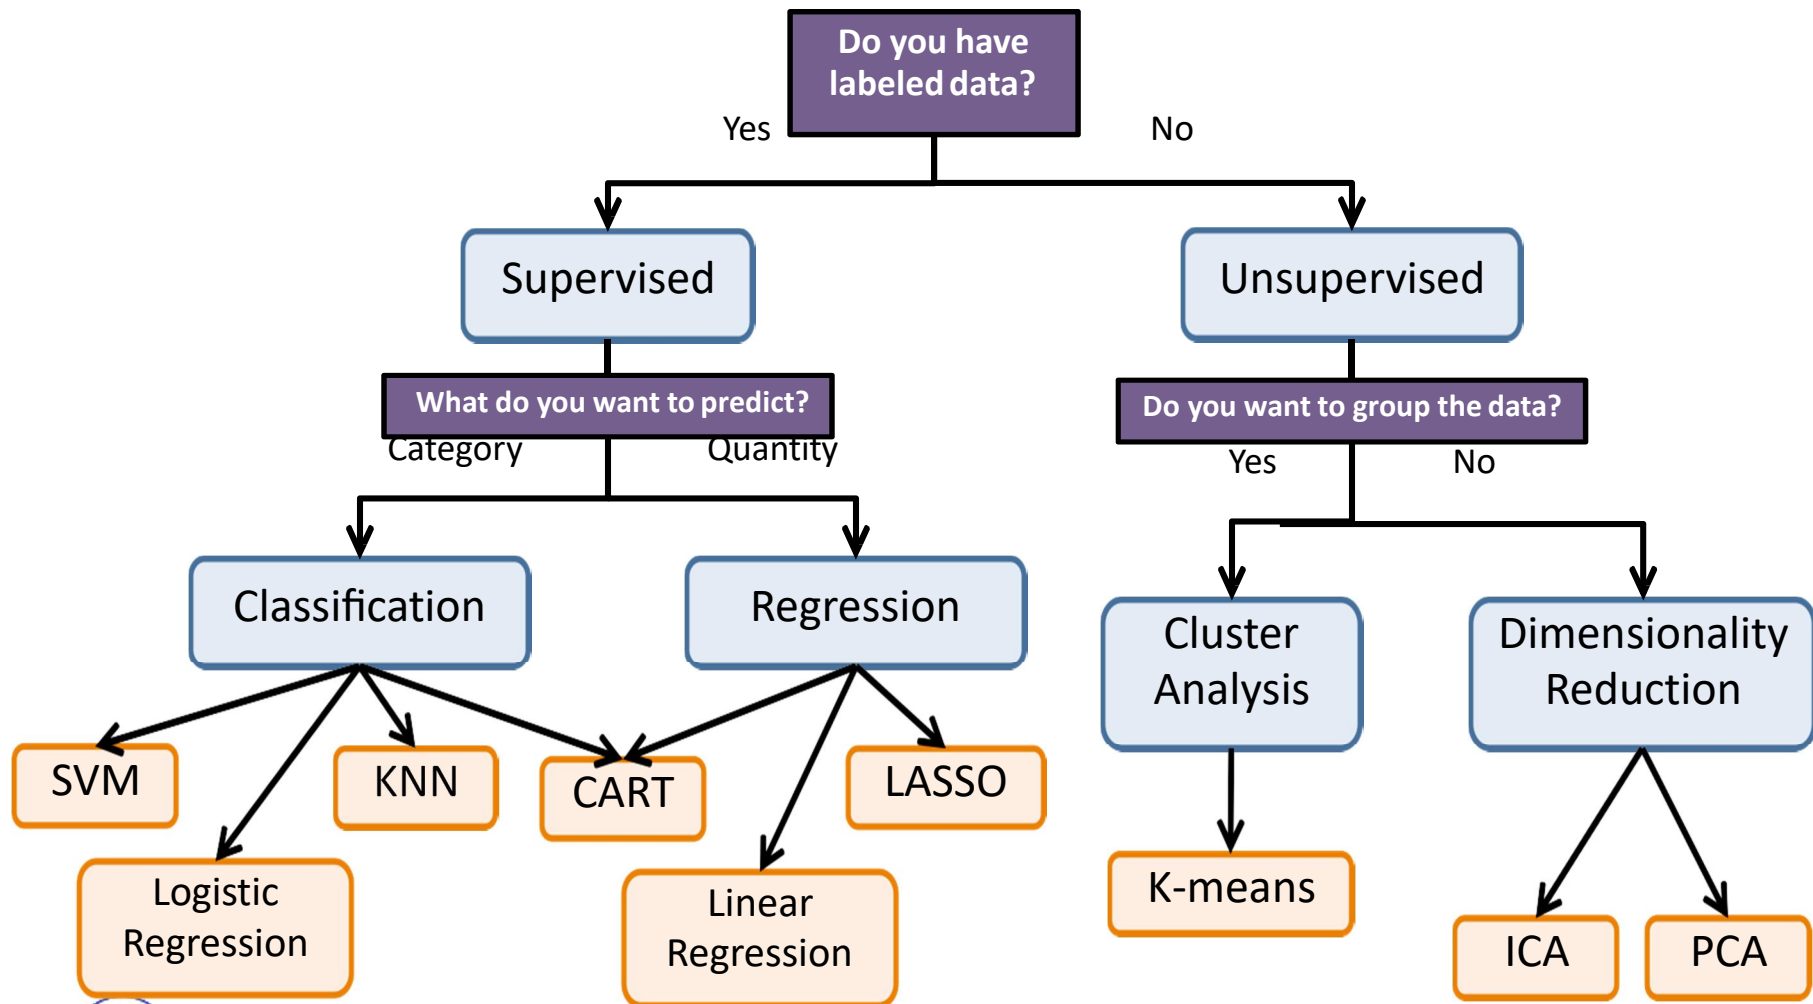 Do you have
labeled data?
Yes
No
Supervised
Unsupervised
What do you want to predict?
Do you want to group the data?
Category
Quantity
Yes
No
Classification
Regression
Cluster
Analysis
Dimensionality
Reduction
SVM
KNN
CART
LASSO
Logistic
Regression
Linear
Regression
K-means
ICA
PCA